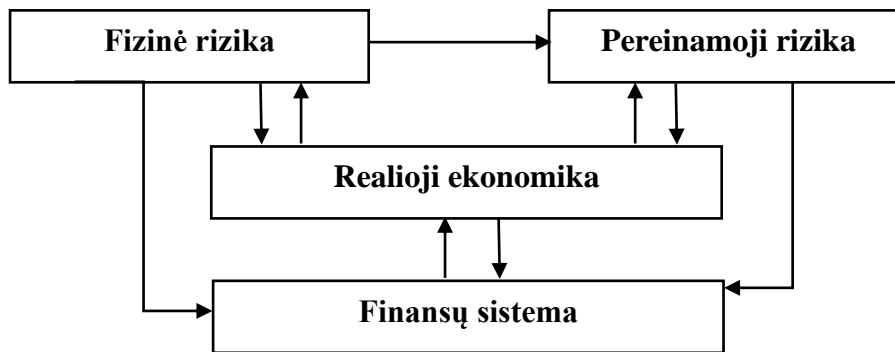 Fizinė rizika
Pereinamoji rizika
Realioji ekonomika
Finansų sistema